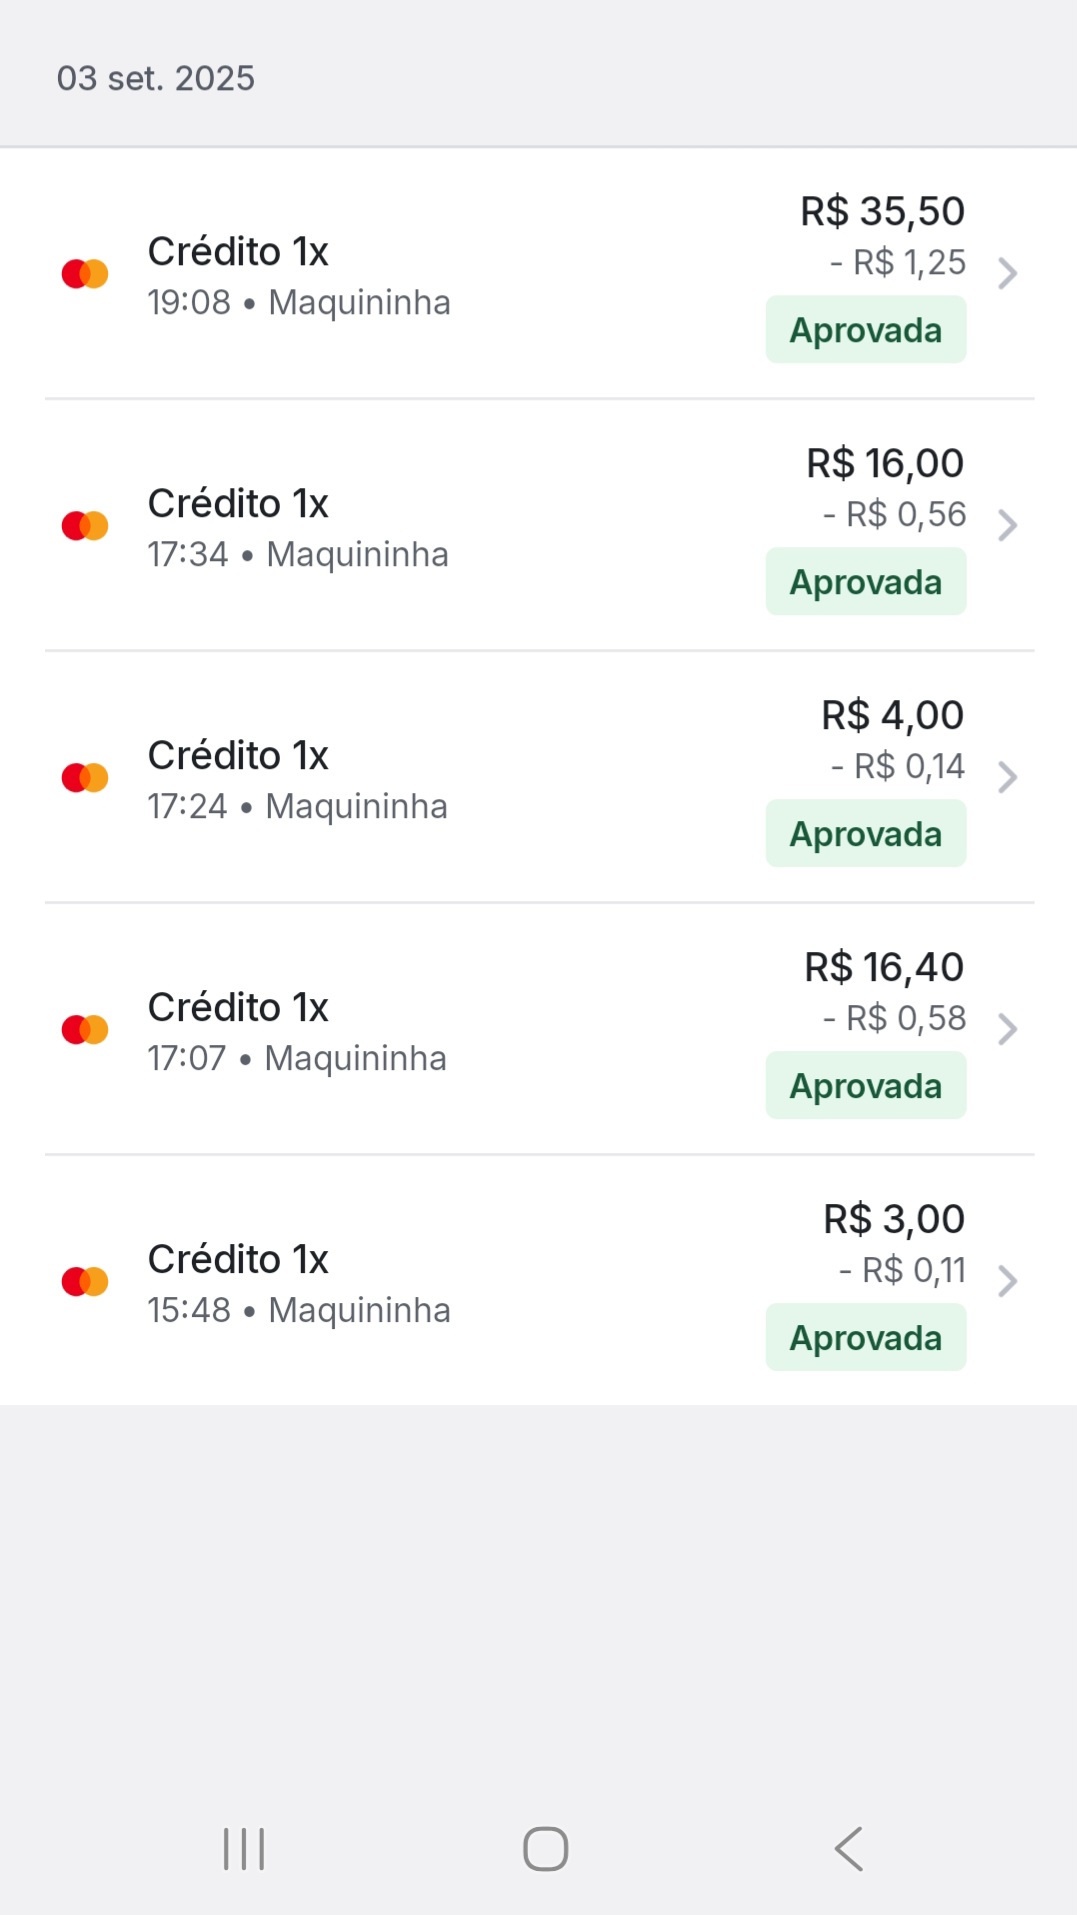 03 set. 2025
R$ 35,50
Crédito 1x
- R$ 1,25
19:08 • Maquininha
Aprovada
R$ 16,00
Crédito 1x
- R$ 0,56
17:34 • Maquininha
Aprovada
R$ 4,00
Crédito 1x
- R$ 0,14
17:24 • Maquininha
Aprovada
R$ 16,40
Crédito 1x
- R$ 0,58
17:07 • Maquininha
Aprovada
R$ 3,00
Crédito 1x
- R$ 0,11
15:48 • Maquininha
Aprovada